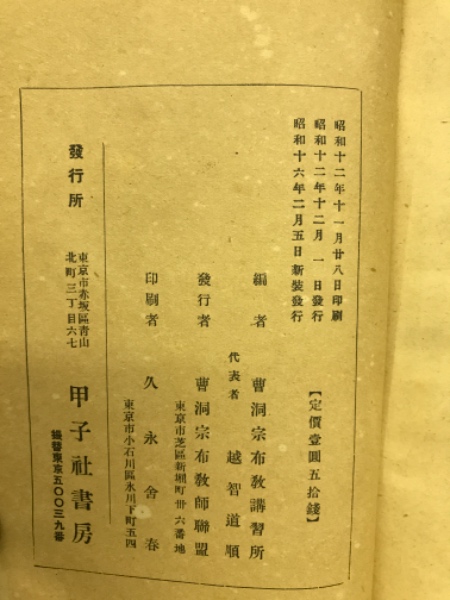 昭和十二年十一月廿八日印刷
昭和十二年十二月一日發行
昭和十六年二月五日新裝發行
【定價壹圓五拾錢】
編者 曹洞宗布教講習所
代表者 越智道順
發行者 曹洞宗布教師聯盟
東京市芝區新堀町卅六番地
印刷者 久永舍春
東京市小石川區氷川下町五四
發行所
東京市赤坂區青山
北町三丁目六七
甲子社書房
振替東京五〇〇三九番